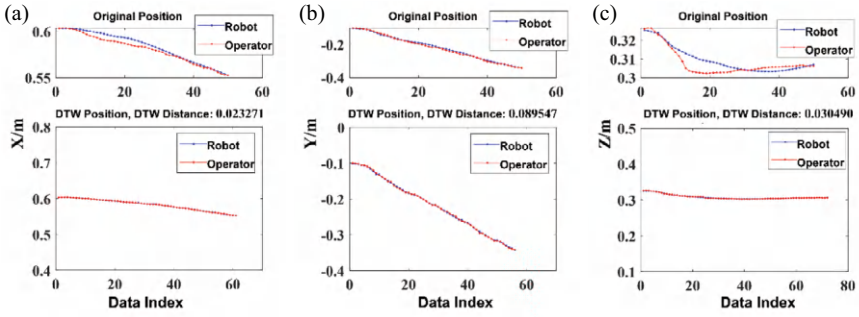 (a)
Original Position
0.6
0.55
0 20 40 60
Robot
Operator
DTW Position, DTW Distance: 0.023271
X/m
0.8
0.7
0.6
0.5
0.4
0 20 40 60
Robot
Operator
Data Index
(b)
Original Position
-0.2
-0.4
0 20 40 60
Robot
Operator
DTW Position, DTW Distance: 0.089547
Y/m
0
-0.1
-0.2
-0.3
-0.4
0 20 40 60
Robot
Operator
Data Index
(c)
Original Position
0.32
0.31
0.3
0 20 40 60
Robot
Operator
DTW Position, DTW Distance: 0.030490
Z/m
0.5
0.4
0.3
0.2
0.1
0 20 40 60 80
Robot
Operator
Data Index